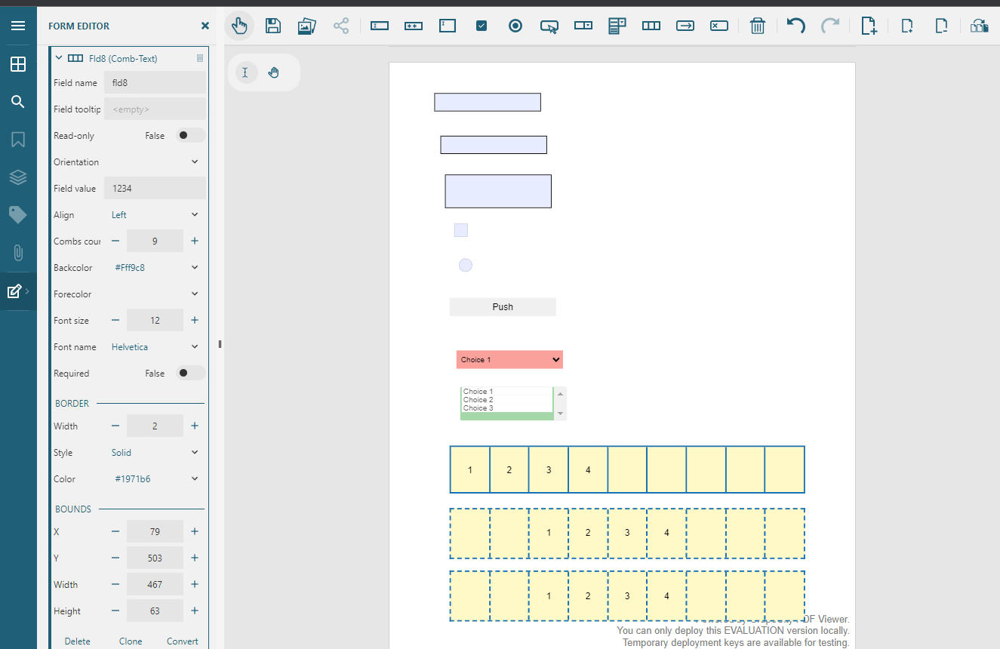 FORM EDITOR
Fld8 (Comb-Text)
Field name fld8
Field tooltip <empty>
Read-only False
Orientation
Field value 1234
Align Left
Combs cour 9
Backcolor #Fff9c8
Forecolor
Font size 12
Font name Helvetica
Required False
BORDER
Width 2
Style Solid
Color #1971b6
BOUNDS
X 79
Y 503
Width 467
Height 63
Delete Clone Convert
Push
Choice 1
Choice 1
Choice 2
Choice 3
1 2 3 4
1 2 3 4
1 2 3 4
PDF Viewer.
You can only deploy this EVALUATION version locally.
Temporary deployment keys are available for testing.